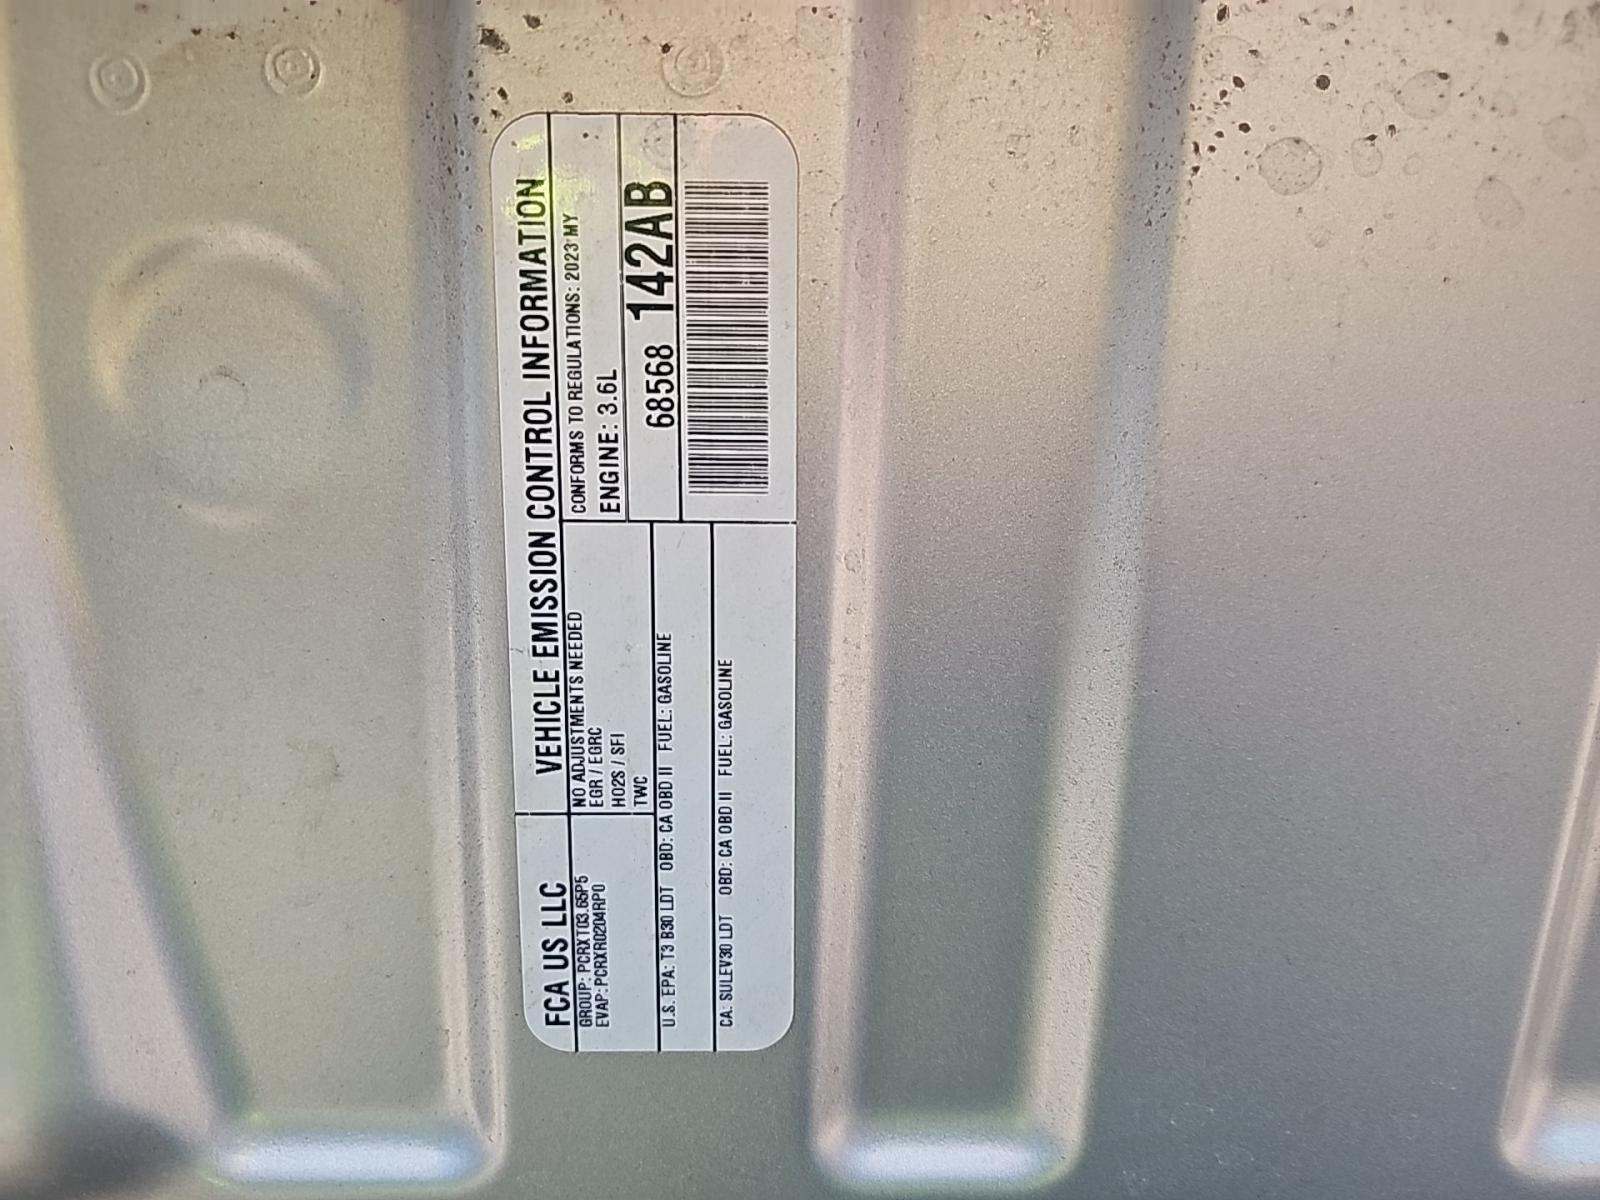 FCA US LLC
VEHICLE EMISSION CONTROL INFORMATION
GROUP: PCRXT03.65P5
EVAP: PCRXR0204RP0
NO ADJUSTMENTS NEEDED
EGR / EGRC
HO2S / SFI
TWC
CONFORMS TO REGULATIONS: 2023 MY
ENGINE: 3.6L
68568 142AB
U.S. EPA: T3 B30 LDT OBD: CA OBD II FUEL: GASOLINE
CA: SULEV30 LDT OBD: CA OBD II FUEL: GASOLINE